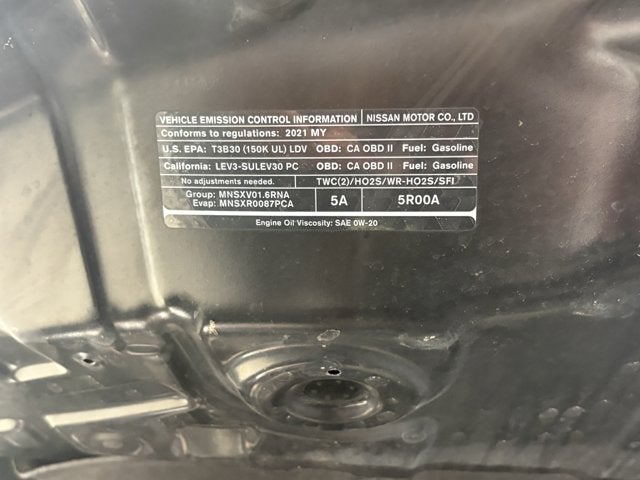 VEHICLE EMISSION CONTROL INFORMATION NISSAN MOTOR CO., LTD
Conforms to regulations: 2021 MY
U.S. EPA: T3B30 (150K UL) LDV OBD: CA OBD II Fuel: Gasoline
California: LEV3-SULEV30 PC OBD: CA OBD II Fuel: Gasoline
No adjustments needed. TWC(2)/HO2S/WR-HO2S/SFI
Group: MNSXV01.6RNA
Evap: MNSXR0087PCA
5A 5R00A
Engine Oil Viscosity: SAE 0W-20